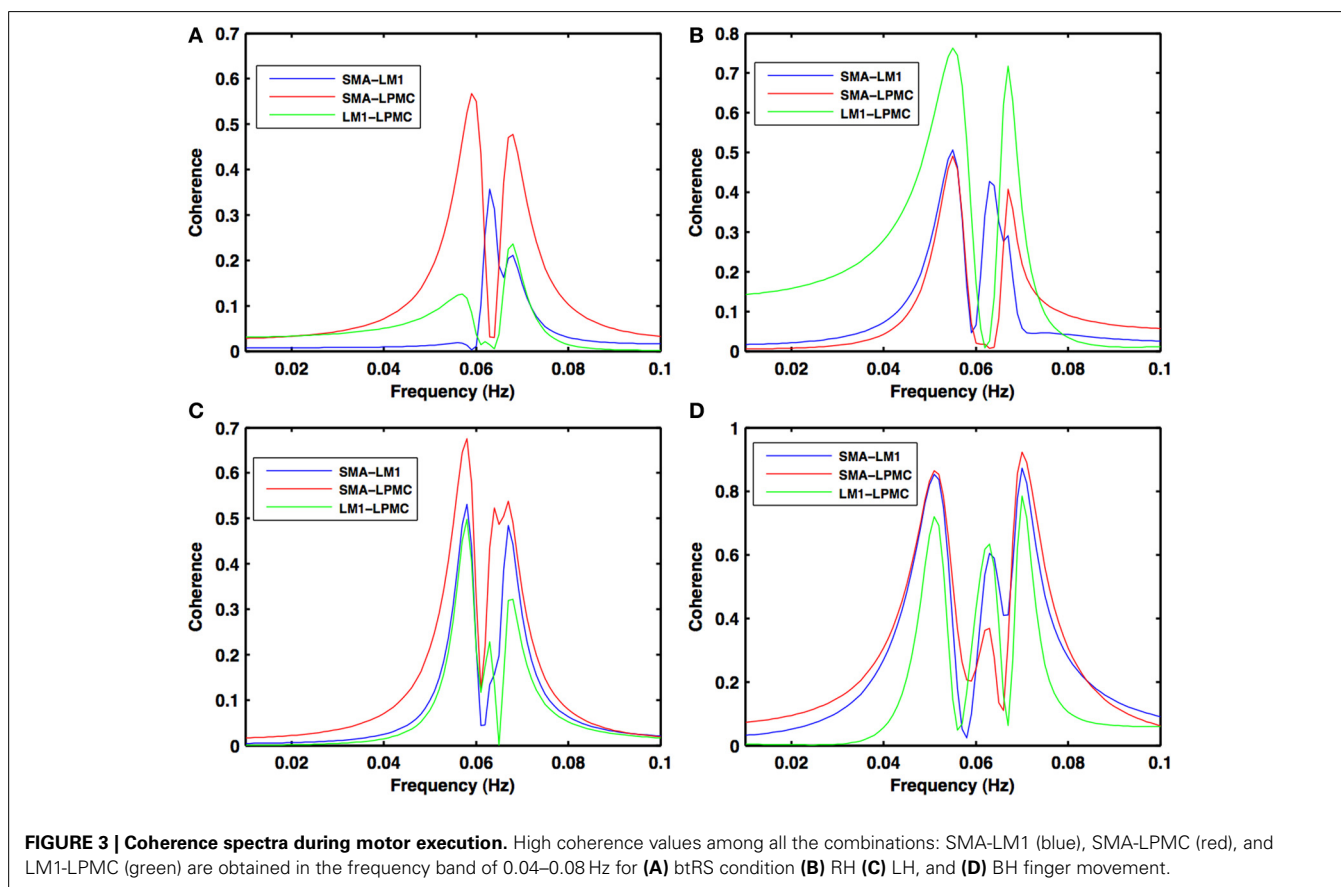 A
0.7
0.6
0.5
0.4
0.3
0.2
0.1
0
Coherence
SMA–LM1
SMA–LPMC
LM1–LPMC
0.02 0.04 0.06 0.08 0.1
Frequency (Hz)
B
0.8
0.7
0.6
0.5
0.4
0.3
0.2
0.1
0
Coherence
SMA–LM1
SMA–LPMC
LM1–LPMC
0.02 0.04 0.06 0.08 0.1
Frequency (Hz)
C
0.7
0.6
0.5
0.4
0.3
0.2
0.1
0
Coherence
SMA–LM1
SMA–LPMC
LM1–LPMC
0.02 0.04 0.06 0.08 0.1
Frequency (Hz)
D
1
0.8
0.6
0.4
0.2
0
Coherence
SMA–LM1
SMA–LPMC
LM1–LPMC
0.02 0.04 0.06 0.08 0.1
Frequency (Hz)
FIGURE 3 | Coherence spectra during motor execution. High coherence values among all the combinations: SMA-LM1 (blue), SMA-LPMC (red), and
LM1-LPMC (green) are obtained in the frequency band of 0.04–0.08 Hz for (A) btRS condition (B) RH (C) LH, and (D) BH finger movement.